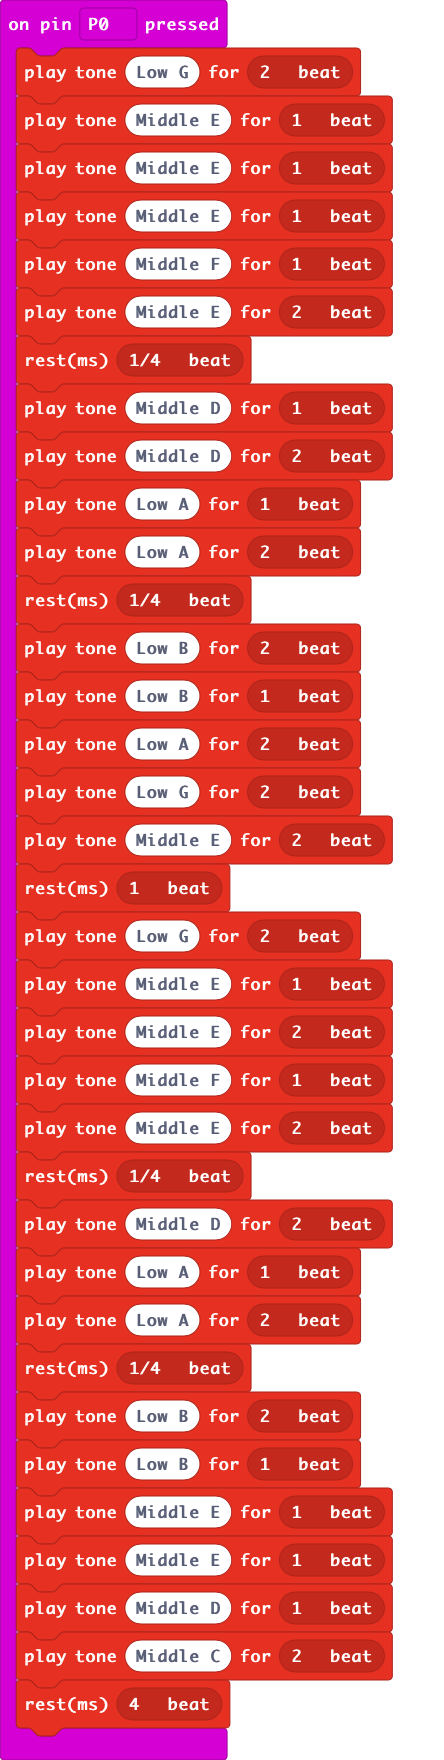 on pin P0 pressed
play tone Low G for 2 beat
play tone Middle E for 1 beat
play tone Middle E for 1 beat
play tone Middle E for 1 beat
play tone Middle F for 1 beat
play tone Middle E for 2 beat
rest(ms) 1/4 beat
play tone Middle D for 1 beat
play tone Middle D for 2 beat
play tone Low A for 1 beat
play tone Low A for 2 beat
rest(ms) 1/4 beat
play tone Low B for 2 beat
play tone Low B for 1 beat
play tone Low A for 2 beat
play tone Low G for 2 beat
play tone Middle E for 2 beat
rest(ms) 1 beat
play tone Low G for 2 beat
play tone Middle E for 1 beat
play tone Middle E for 2 beat
play tone Middle F for 1 beat
play tone Middle E for 2 beat
rest(ms) 1/4 beat
play tone Middle D for 2 beat
play tone Low A for 1 beat
play tone Low A for 2 beat
rest(ms) 1/4 beat
play tone Low B for 2 beat
play tone Low B for 1 beat
play tone Middle E for 1 beat
play tone Middle E for 1 beat
play tone Middle D for 1 beat
play tone Middle C for 2 beat
rest(ms) 4 beat